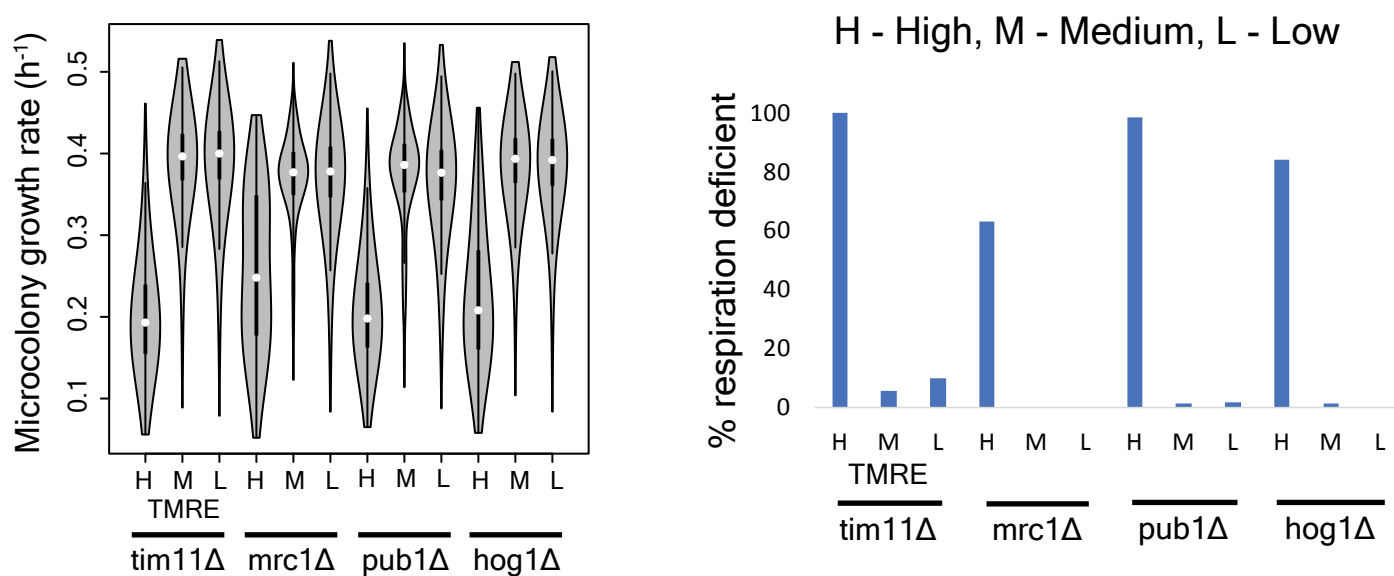 Microcolony growth rate (h⁻¹)
0.5
0.4
0.3
0.2
0.1
H M L H M L H M L H M L
TMRE
tim11Δ mrc1Δ pub1Δ hog1Δ
H - High, M - Medium, L - Low
% respiration deficient
100
80
60
40
20
0
H M L H M L H M L H M L
TMRE
tim11Δ mrc1Δ pub1Δ hog1Δ